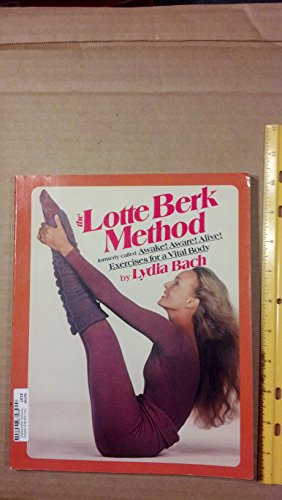 the Lotte Berk
Method
formerly called Awake! Aware! Alive!
Exercises for a Vital Body
by Lydia Bach